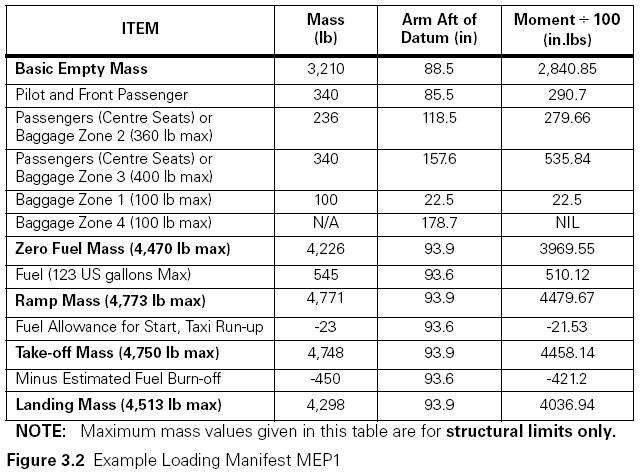 ITEM Mass (lb) Arm Aft of Datum (in) Moment ÷ 100 (in.lbs)
Basic Empty Mass 3,210 88.5 2,840.85
Pilot and Front Passenger 340 85.5 290.7
Passengers (Centre Seats) or 236 118.5 279.66
Baggage Zone 2 (360 lb max)
Passengers (Centre Seats) or 340 157.6 535.84
Baggage Zone 3 (400 lb max)
Baggage Zone 1 (100 lb max) 100 22.5 22.5
Baggage Zone 4 (100 lb max) N/A 178.7 NIL
Zero Fuel Mass (4,470 lb max) 4,226 93.9 3969.55
Fuel (123 US gallons Max) 545 93.6 510.12
Ramp Mass (4,773 lb max) 4,771 93.9 4479.67
Fuel Allowance for Start, Taxi Run-up -23 93.6 -21.53
Take-off Mass (4,750 lb max) 4,748 93.9 4458.14
Minus Estimated Fuel Burn-off -450 93.6 -421.2
Landing Mass (4,513 lb max) 4,298 93.9 4036.94
NOTE: Maximum mass values given in this table are for structural limits only.
Figure 3.2 Example Loading Manifest MEP1